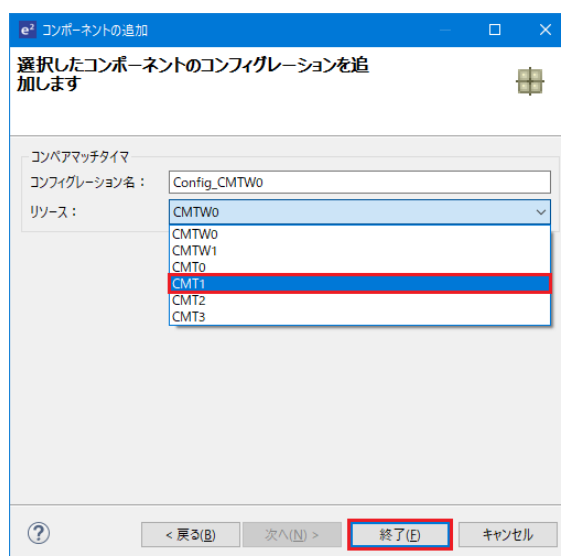 e² コンポーネントの追加
選択したコンポーネントのコンフィグレーションを追
加します
コンペアマッチタイマ
コンフィグレーション名： Config_CMTW0
リソース： CMTW0
CMTW0
CMTW1
CMT0
CMT1
CMT2
CMT3
? < 戻る(B) 次へ(N) > 終了(F) キャンセル